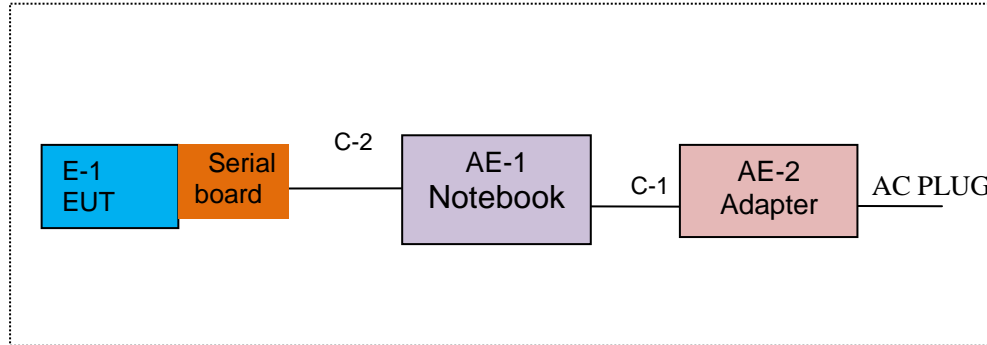 E-1
EUT
Serial
board
C-2
AE-1
Notebook
C-1
AE-2
Adapter
AC PLUG